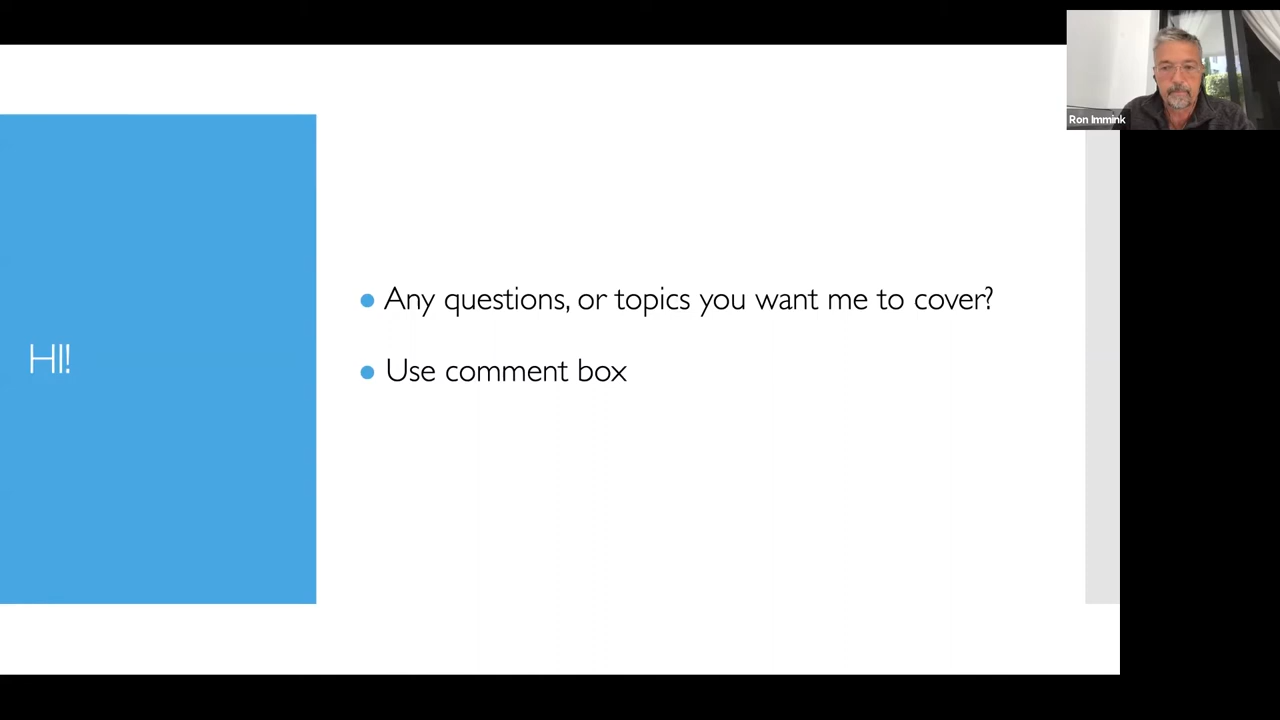 Ron Immink
HI!
Any questions, or topics you want me to cover?
Use comment box